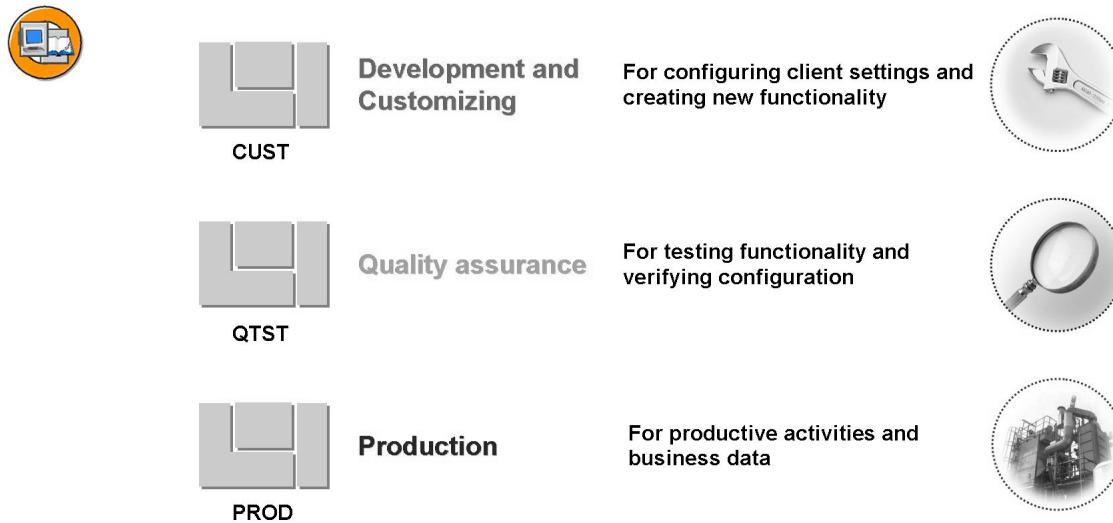 Development and
Customizing
For configuring client settings and
creating new functionality
CUST
Quality assurance
For testing functionality and
verifying configuration
QTST
Production
For productive activities and
business data
PROD